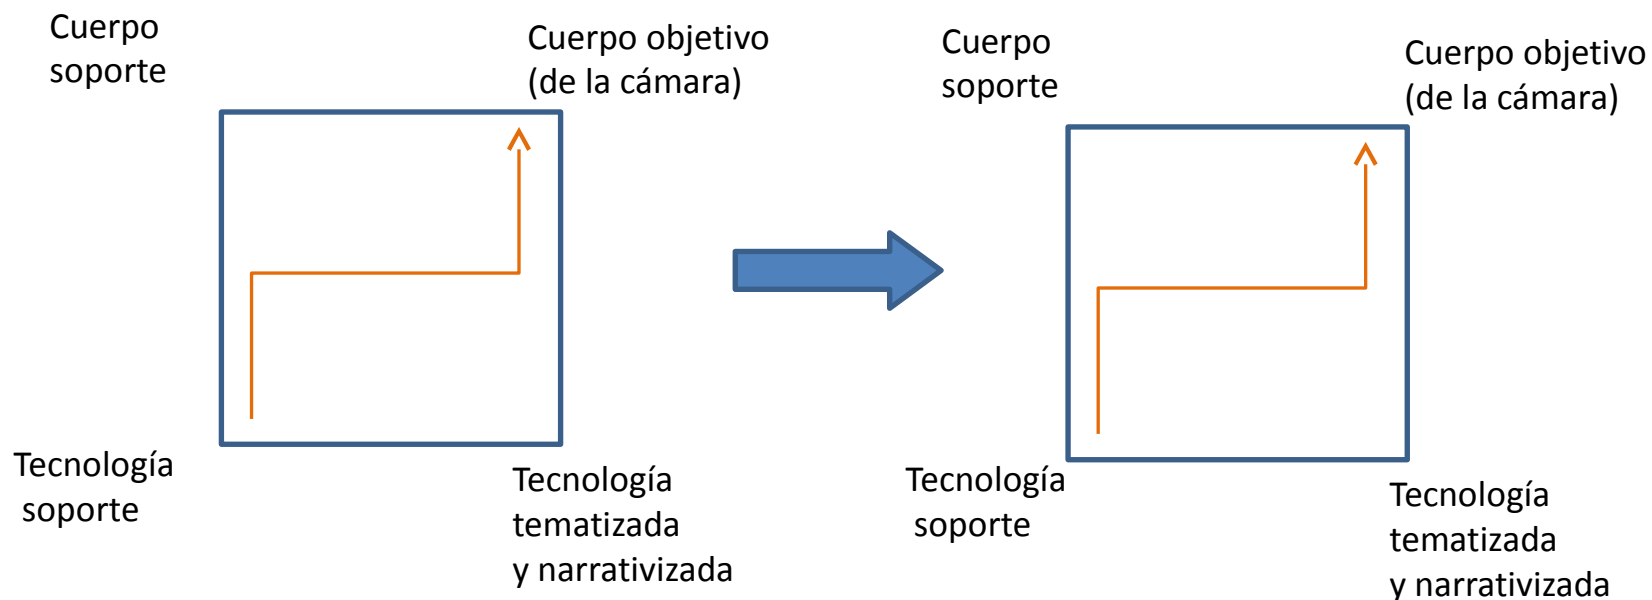 Cuerpo
soporte
Cuerpo objetivo
(de la cámara)
Tecnología
soporte
Tecnología
tematizada
y narrativizada
Cuerpo
soporte
Cuerpo objetivo
(de la cámara)
Tecnología
soporte
Tecnología
tematizada
y narrativizada